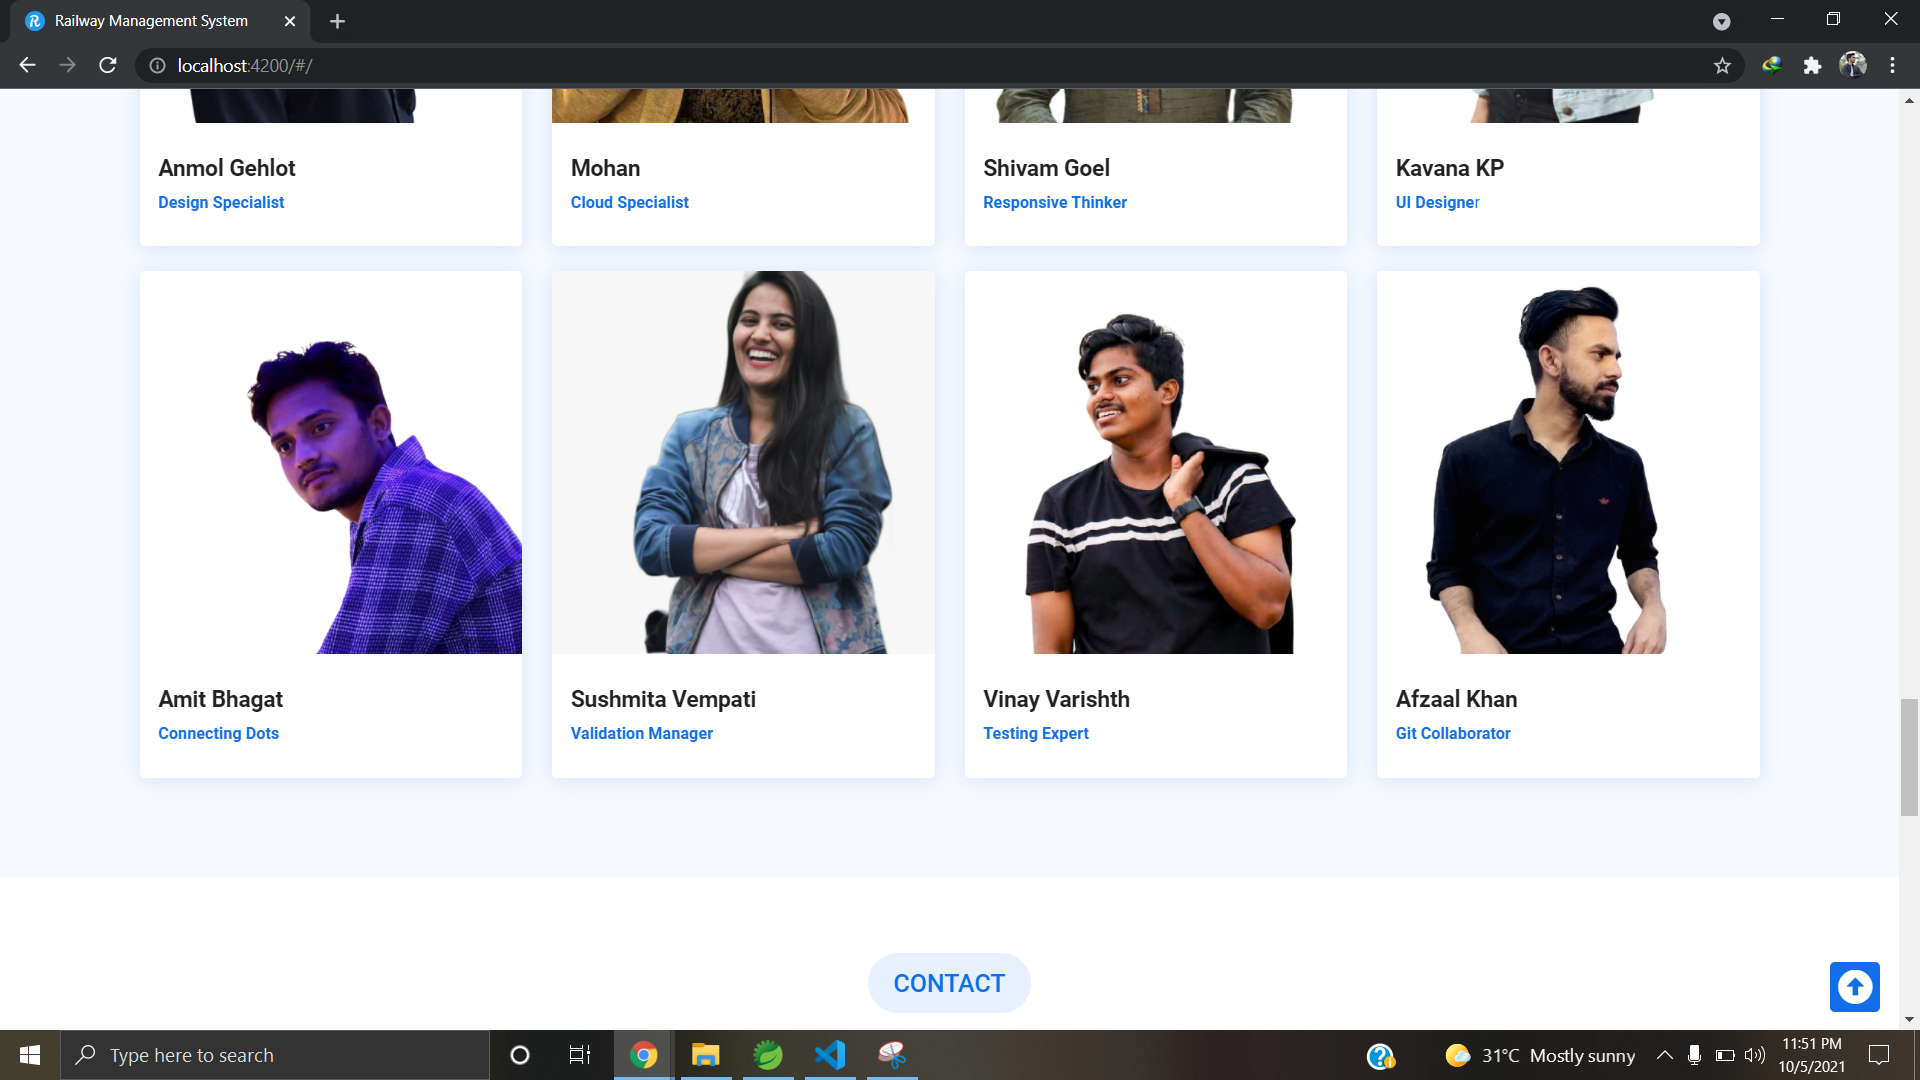 Railway Management System
localhost:4200/#/
Anmol Gehlot
Design Specialist
Mohan
Cloud Specialist
Shivam Goel
Responsive Thinker
Kavana KP
UI Designer
Amit Bhagat
Connecting Dots
Sushmita Vempati
Validation Manager
Vinay Varishth
Testing Expert
Afzaal Khan
Git Collaborator
CONTACT
Type here to search
31°C Mostly sunny
11:51 PM
10/5/2021